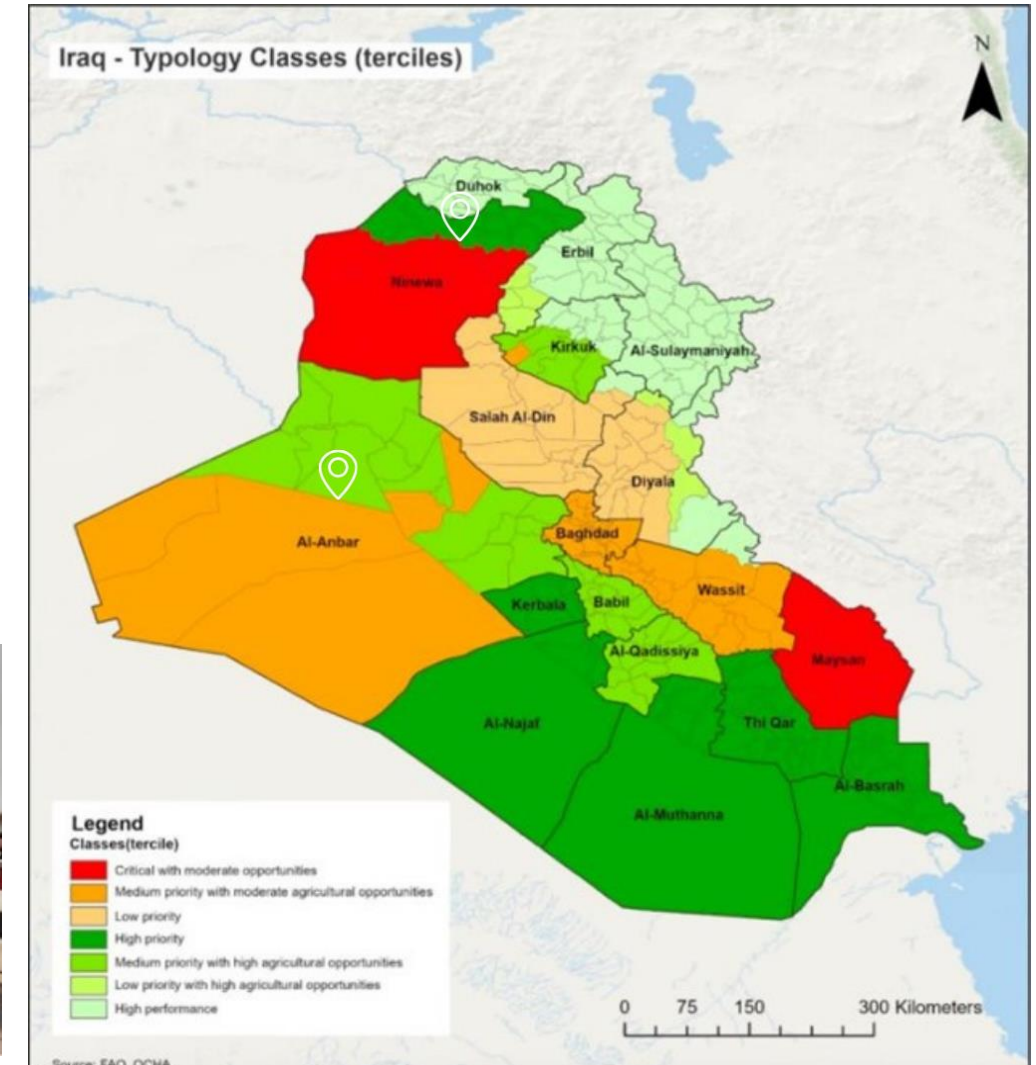 Iraq - Typology Classes (terciles)
N
Duhok
Ninewa
Erbil
Kirkuk
Al-Sulaymaniyah
Salah Al-Din
Diyala
Al-Anbar
Baghdad
Wassit
Kerbala
Babil
Al-Qadissiya
Maysan
Al-Najaf
Thi Qar
Al-Basrah
Al-Muthanna
Legend
Classes(tercile)
Critical with moderate opportunities
Medium priority with moderate agricultural opportunities
Low priority
High priority
Medium priority with high agricultural opportunities
Low priority with high agricultural opportunities
High performance
0 75 150 300 Kilometers
Source: FAO, OCHA